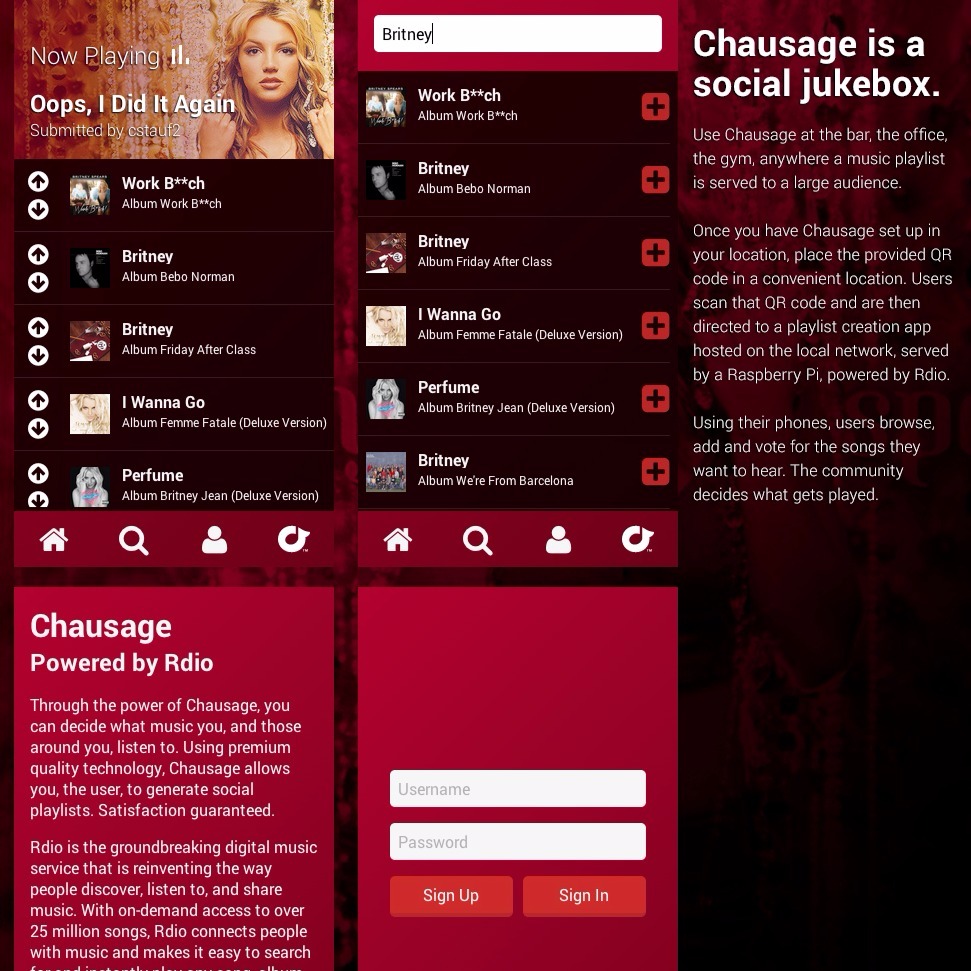 Now Playing
Oops, I Did It Again
Submitted by cstauf2
Work B**ch
Album Work B**ch
Britney
Album Bebo Norman
Britney
Album Friday After Class
I Wanna Go
Album Femme Fatale (Deluxe Version)
Perfume
Album Britney Jean (Deluxe Version)
Britney
Work B**ch
Album Work B**ch
Britney
Album Bebo Norman
Britney
Album Friday After Class
I Wanna Go
Album Femme Fatale (Deluxe Version)
Perfume
Album Britney Jean (Deluxe Version)
Britney
Album We're From Barcelona
Chausage is a
social jukebox.
Use Chausage at the bar, the office,
the gym, anywhere a music playlist
is served to a large audience.
Once you have Chausage set up in
your location, place the provided QR
code in a convenient location. Users
scan that QR code and are then
directed to a playlist creation app
hosted on the local network, served
by a Raspberry Pi, powered by Rdio.
Using their phones, users browse,
add and vote for the songs they
want to hear. The community
decides what gets played.
Chausage
Powered by Rdio
Through the power of Chausage, you
can decide what music you, and those
around you, listen to. Using premium
quality technology, Chausage allows
you, the user, to generate social
playlists. Satisfaction guaranteed.
Rdio is the groundbreaking digital music
service that is reinventing the way
people discover, listen to, and share
music. With on-demand access to over
25 million songs, Rdio connects people
with music and makes it easy to search
for and instantly play any song, album,
Username
Password
Sign Up
Sign In